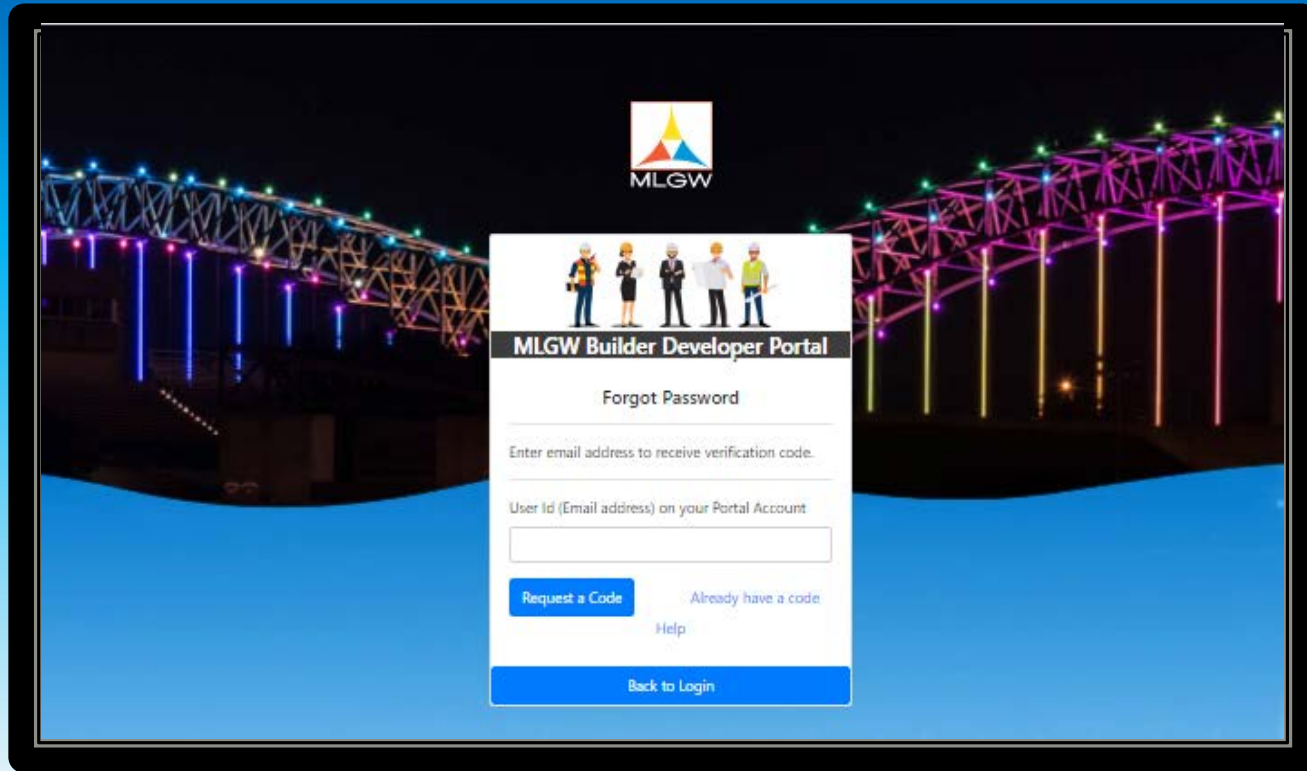 MLGW
MLGW Builder Developer Portal
Forgot Password
Enter email address to receive verification code.
User Id (Email address) on your Portal Account
Request a Code
Already have a code
Help
Back to Login